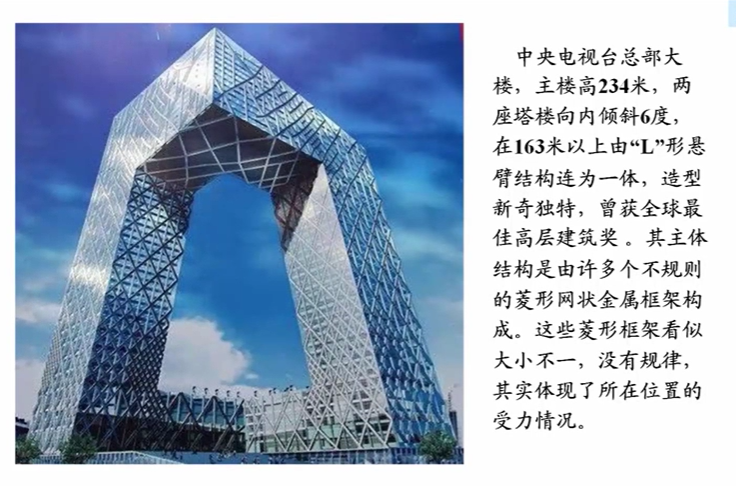 中央电视台总部大
楼，主楼高234米，两
座塔楼向内倾斜6度，
在163米以上由“L”形悬
臂结构连为一体，造型
新奇独特，曾获全球最
佳高层建筑奖 。其主体
结构是由许多个不规则
的菱形网状金属框架构
成。这些菱形框架看似
大小不一，没有规律，
其实体现了所在位置的
受力情况。